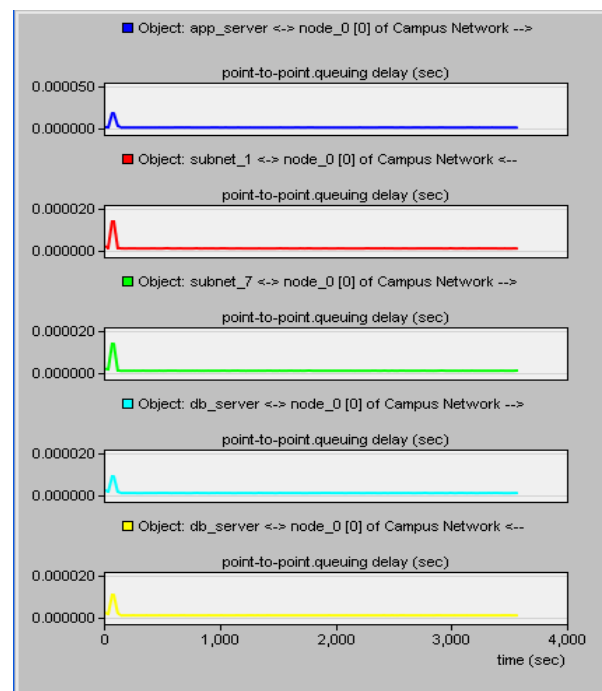 Object: app_server <-> node_0 [0] of Campus Network -->
point-to-point.queuing delay (sec)
0.000050
0.000000
Object: subnet_1 <-> node_0 [0] of Campus Network <--
point-to-point.queuing delay (sec)
0.000020
0.000000
Object: subnet_7 <-> node_0 [0] of Campus Network -->
point-to-point.queuing delay (sec)
0.000020
0.000000
Object: db_server <-> node_0 [0] of Campus Network -->
point-to-point.queuing delay (sec)
0.000020
0.000000
Object: db_server <-> node_0 [0] of Campus Network <--
point-to-point.queuing delay (sec)
0.000020
0.000000
0 1,000 2,000 3,000 4,000
time (sec)